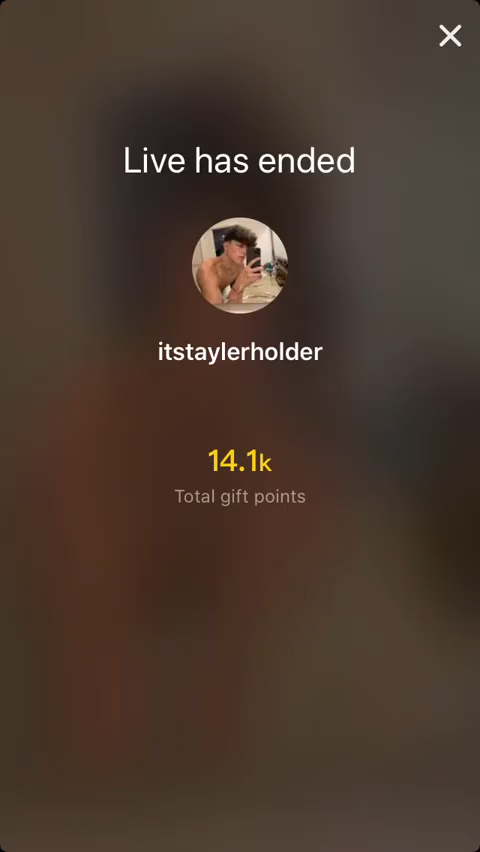 Live has ended
itstaylerholder
14.1k
Total gift points